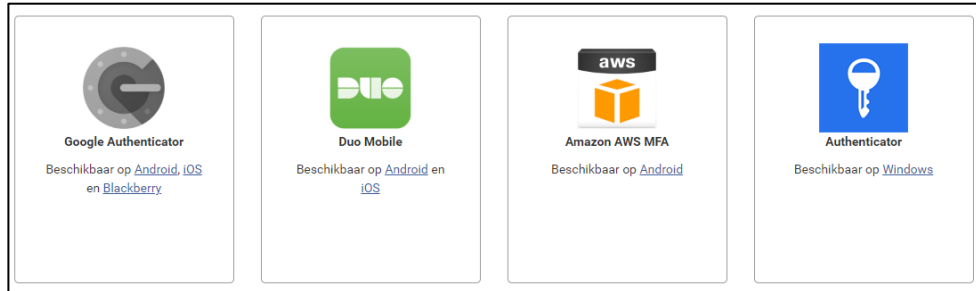 Google Authenticator
Beschikbaar op Android, iOS
en Blackberry
DUO
Duo Mobile
Beschikbaar op Android en
iOS
aws
Amazon AWS MFA
Beschikbaar op Android
Authenticator
Beschikbaar op Windows